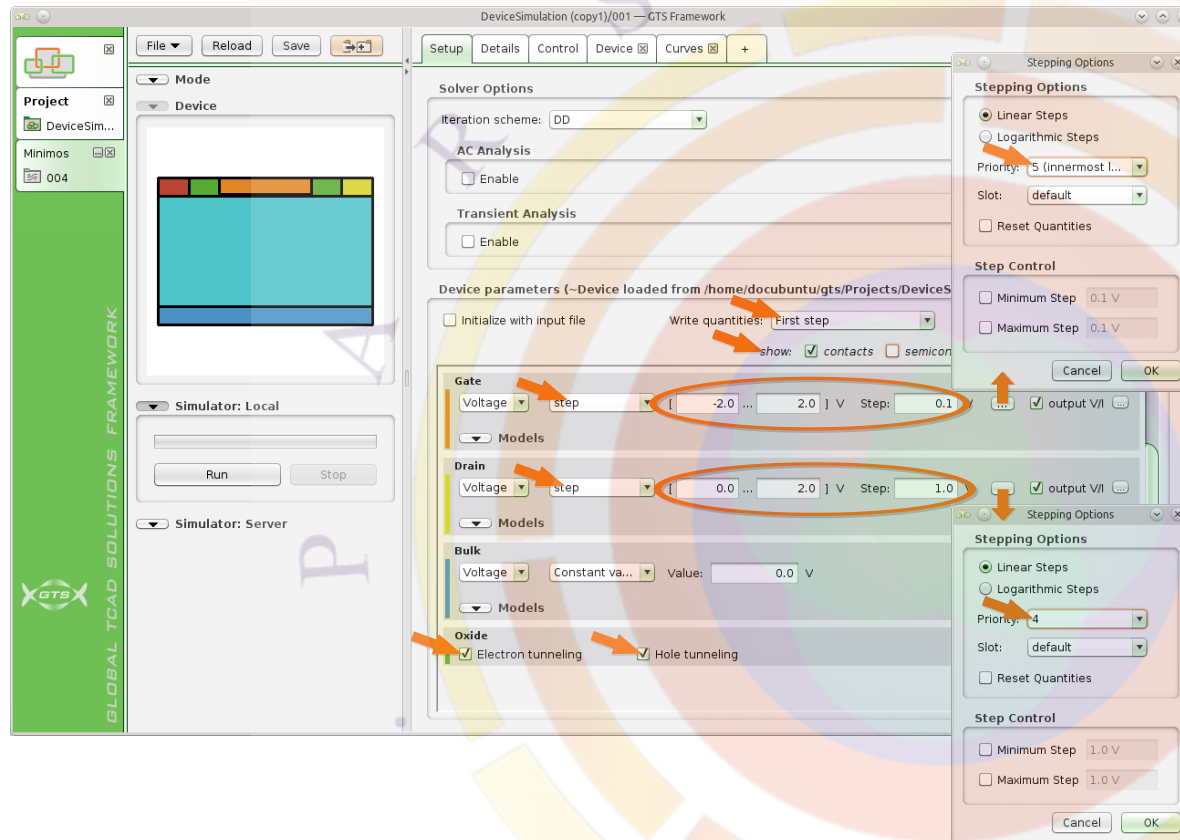 DeviceSimulation (copy1)/001 — GTS Framework
Project
DeviceSim...
Minimos
004
GLOBAL TCAD SOLUTIONS FRAMEWORK
GTS
File
Reload
Save
Mode
Device
Simulator: Local
Run
Stop
Simulator: Server
Setup
Details
Control
Device
Curves
+
Solver Options
Iteration scheme: DD
AC Analysis
Enable
Transient Analysis
Enable
Device parameters (~Device loaded from /home/docubuntu/gts/Projects/DeviceS
Initialize with input file
Write quantities: First step
show: contacts semicon
Gate
Voltage step [ -2.0 ... 2.0 ] V Step: 0.1 V ... output V/I ...
Models
Drain
Voltage step [ 0.0 ... 2.0 ] V Step: 1.0 V output V/I ...
Models
Bulk
Voltage Constant va... Value: 0.0 V
Models
Oxide
Electron tunneling Hole tunneling
Stepping Options
Stepping Options
Linear Steps
Logarithmic Steps
Priority: 5 (innermost l...
Slot: default
Reset Quantities
Step Control
Minimum Step 0.1 V
Maximum Step 0.1 V
Cancel OK
Stepping Options
Stepping Options
Linear Steps
Logarithmic Steps
Priority: 4
Slot: default
Reset Quantities
Step Control
Minimum Step 1.0 V
Maximum Step 1.0 V
Cancel OK
P A R